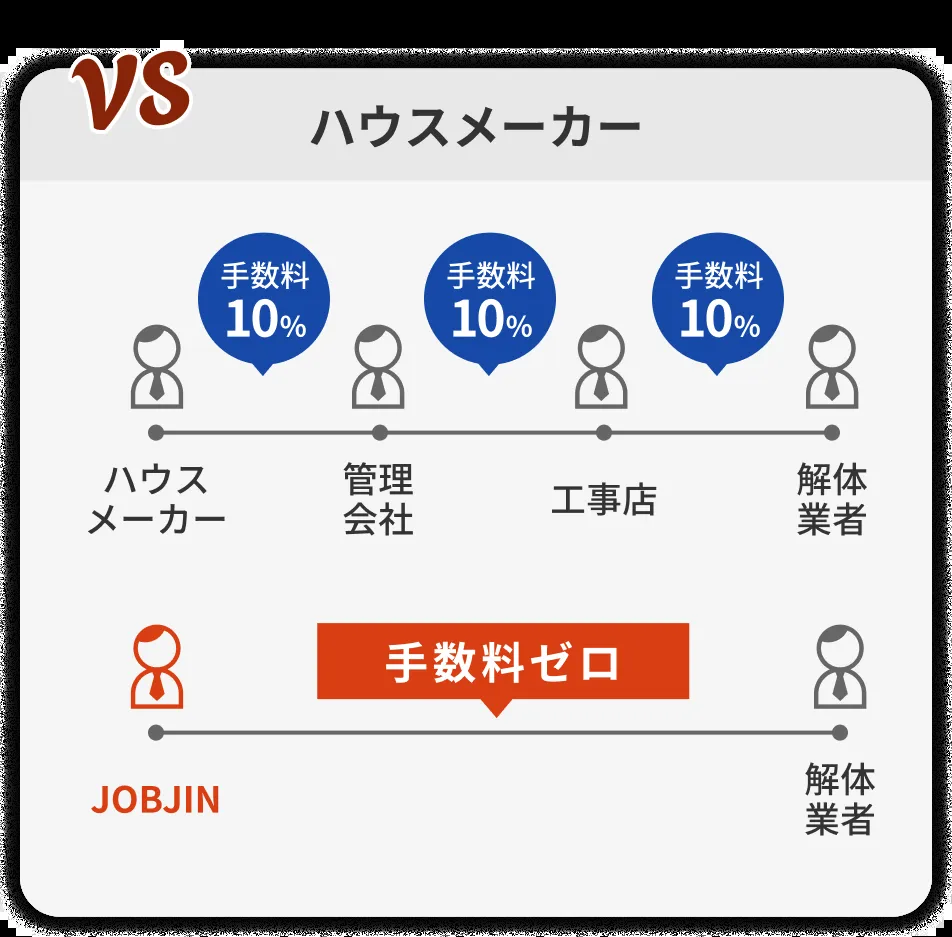 VS
ハウスメーカー
手数料
10%
手数料
10%
手数料
10%
ハウス
メーカー
管理
会社
工事店
解体
業者
手数料ゼロ
JOBJIN
解体
業者